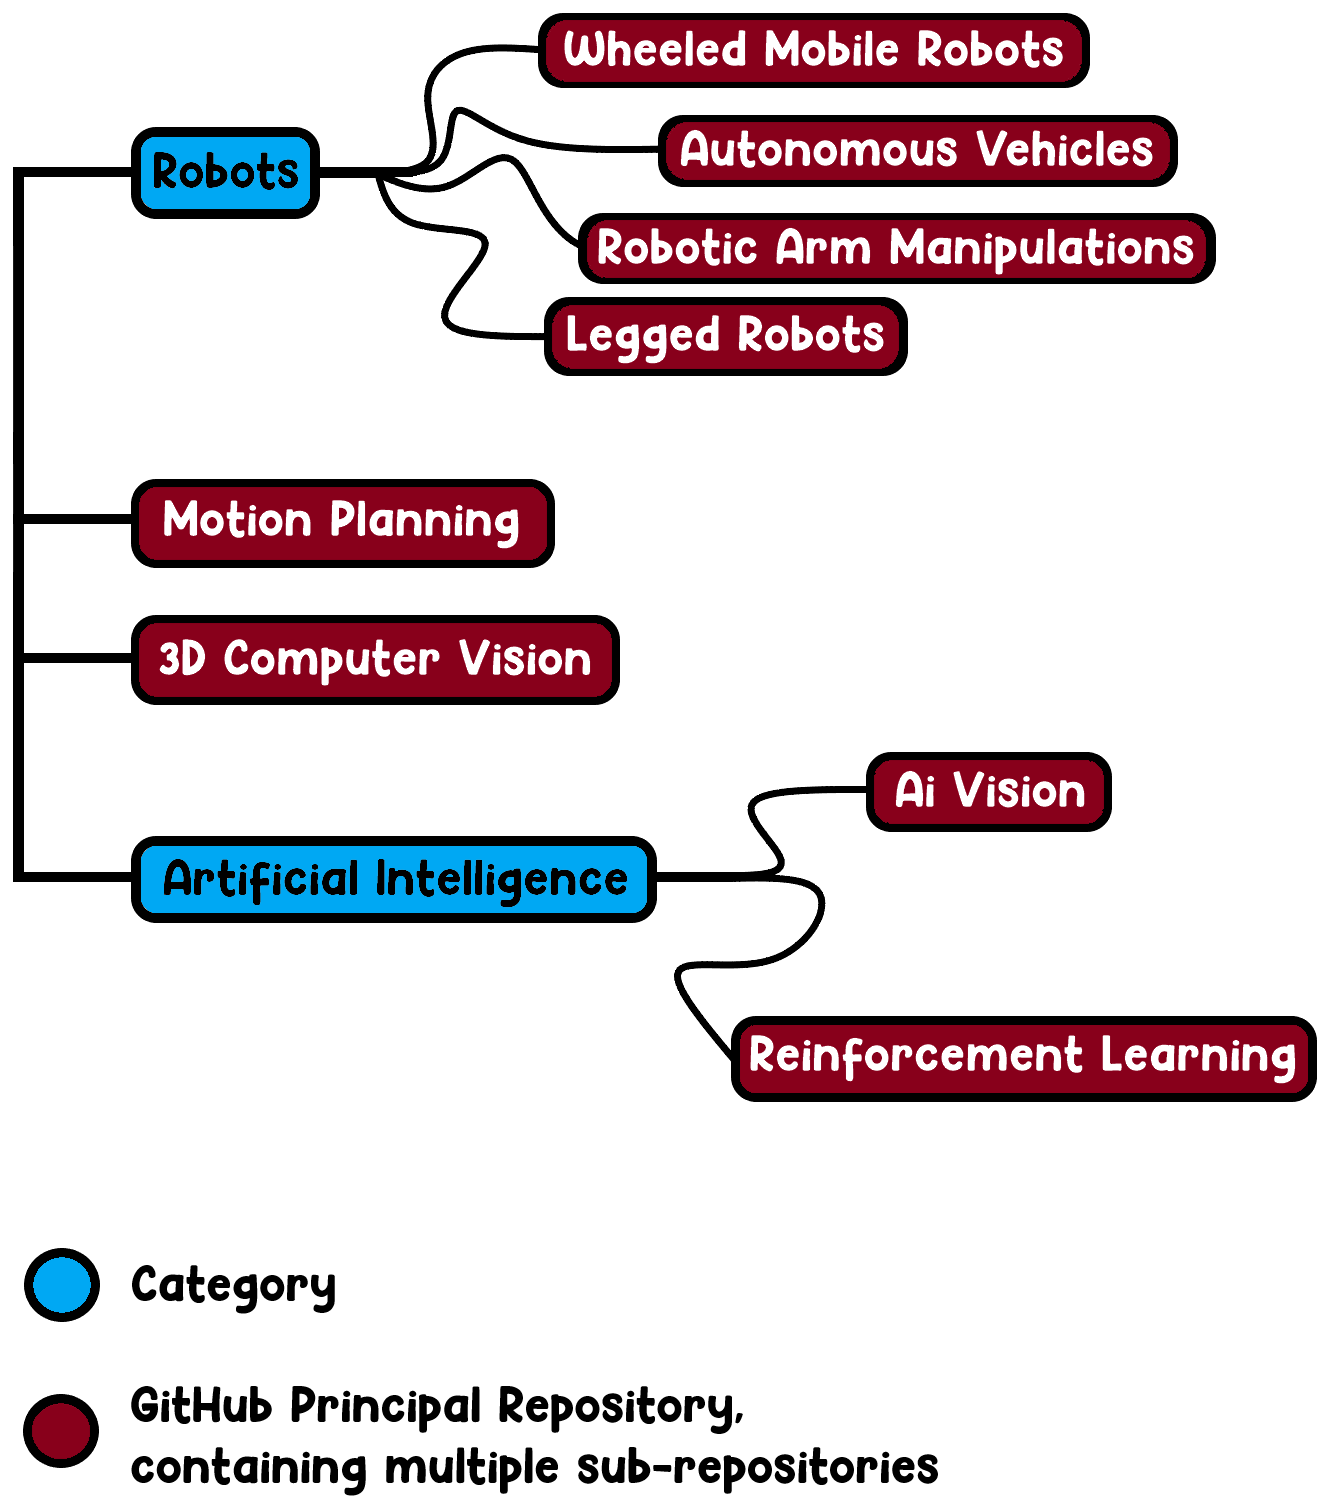 Wheeled Mobile Robots
Autonomous Vehicles
Robots
Robotic Arm Manipulations
Legged Robots
Motion Planning
3D Computer Vision
Ai Vision
Artificial Intelligence
Reinforcement Learning
Category
GitHub Principal Repository,
containing multiple sub-repositories